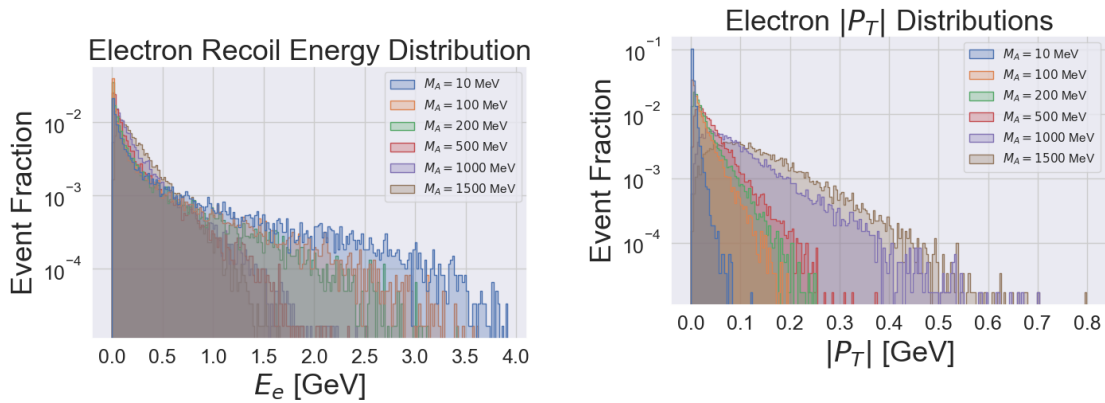 Electron Recoil Energy Distribution
Event Fraction
10⁻²
10⁻³
10⁻⁴
M_A = 10 MeV
M_A = 100 MeV
M_A = 200 MeV
M_A = 500 MeV
M_A = 1000 MeV
M_A = 1500 MeV
0.0 0.5 1.0 1.5 2.0 2.5 3.0 3.5 4.0
E_e [GeV]
Electron |P_T| Distributions
Event Fraction
10⁻¹
10⁻²
10⁻³
10⁻⁴
M_A = 10 MeV
M_A = 100 MeV
M_A = 200 MeV
M_A = 500 MeV
M_A = 1000 MeV
M_A = 1500 MeV
0.0 0.1 0.2 0.3 0.4 0.5 0.6 0.7 0.8
|P_T| [GeV]